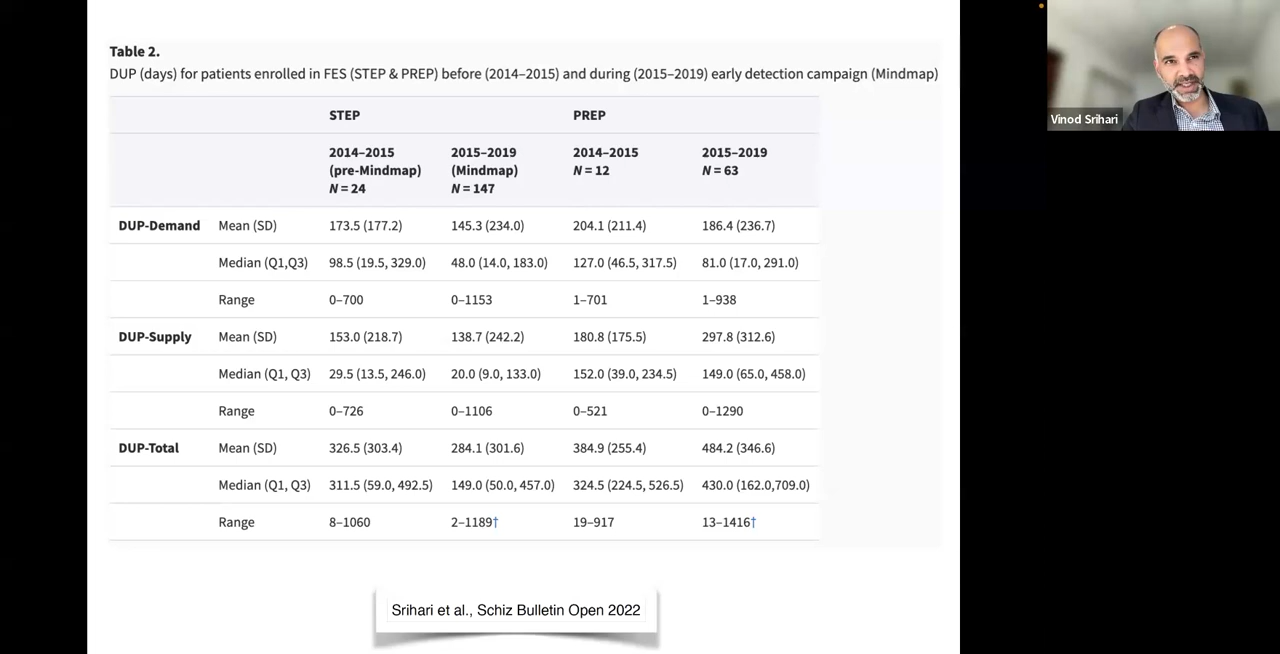 Table 2.
DUP (days) for patients enrolled in FES (STEP & PREP) before (2014–2015) and during (2015–2019) early detection campaign (Mindmap)
STEP PREP
2014–2015 2015–2019 2014–2015 2015–2019
(pre-Mindmap) (Mindmap) N = 12 N = 63
N = 24 N = 147
DUP-Demand Mean (SD) 173.5 (177.2) 145.3 (234.0) 204.1 (211.4) 186.4 (236.7)
Median (Q1,Q3) 98.5 (19.5, 329.0) 48.0 (14.0, 183.0) 127.0 (46.5, 317.5) 81.0 (17.0, 291.0)
Range 0–700 0–1153 1–701 1–938
DUP-Supply Mean (SD) 153.0 (218.7) 138.7 (242.2) 180.8 (175.5) 297.8 (312.6)
Median (Q1, Q3) 29.5 (13.5, 246.0) 20.0 (9.0, 133.0) 152.0 (39.0, 234.5) 149.0 (65.0, 458.0)
Range 0–726 0–1106 0–521 0–1290
DUP-Total Mean (SD) 326.5 (303.4) 284.1 (301.6) 384.9 (255.4) 484.2 (346.6)
Median (Q1, Q3) 311.5 (59.0, 492.5) 149.0 (50.0, 457.0) 324.5 (224.5, 526.5) 430.0 (162.0,709.0)
Range 8–1060 2–1189† 19–917 13–1416†
Srihari et al., Schiz Bulletin Open 2022
Vinod Srihari